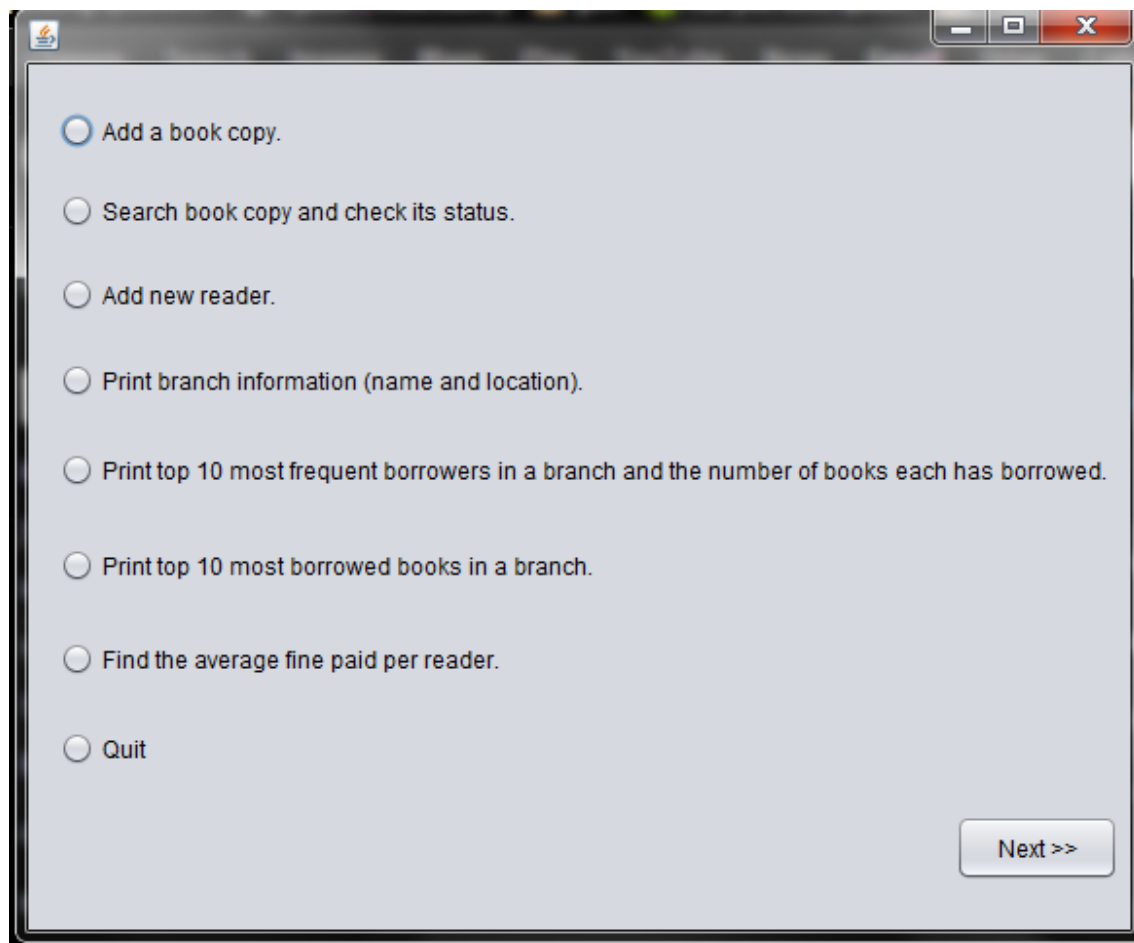 Add a book copy.
Search book copy and check its status.
Add new reader.
Print branch information (name and location).
Print top 10 most frequent borrowers in a branch and the number of books each has borrowed.
Print top 10 most borrowed books in a branch.
Find the average fine paid per reader.
Quit
Next >>